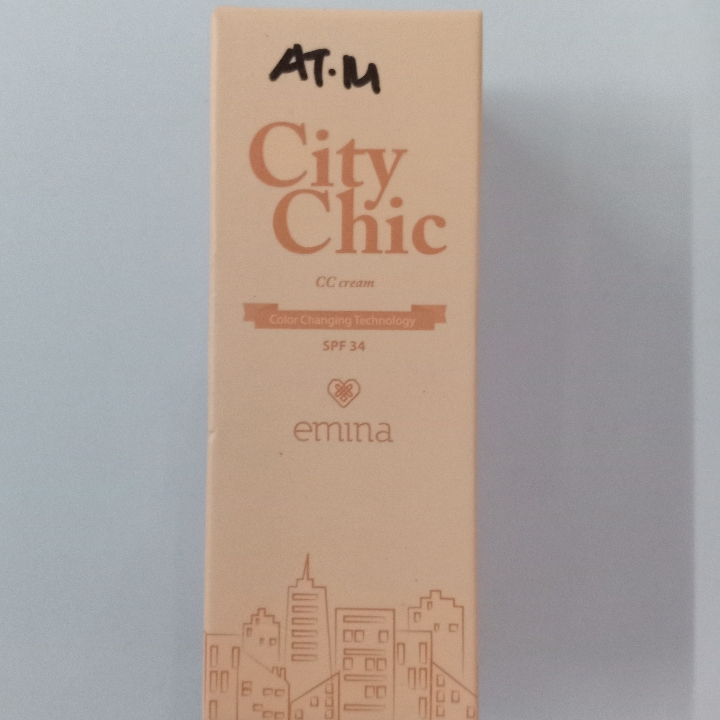 AT.M
City
Chic
CC cream
Color Changing Technology
SPF 34
emina